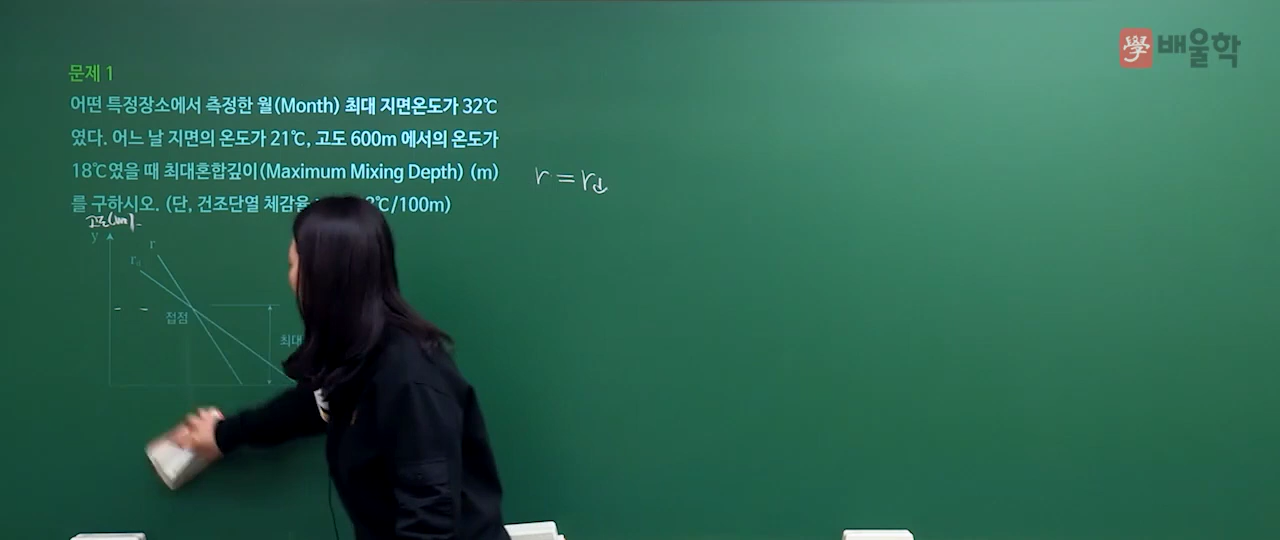 學 배울학
문제 1
어떤 특정장소에서 측정한 월(Month) 최대 지면온도가 32℃
였다. 어느 날 지면의 온도가 21℃, 고도 600m 에서의 온도가
18℃였을 때 최대혼합깊이(Maximum Mixing Depth) (m)
를 구하시오. (단, 건조단열 체감율 ℃/100m)
r = rd
고도(m)
y
r
rd
접점
최대